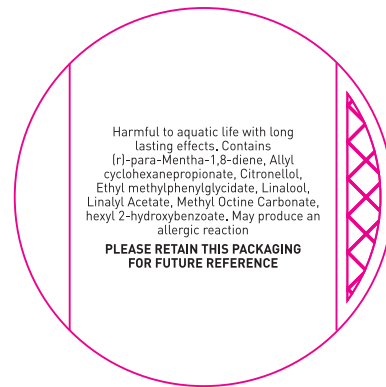 Harmful to aquatic life with long
lasting effects. Contains
(r)-para-Mentha-1,8-diene, Allyl
cyclohexanepropionate, Citronellol,
Ethyl methylphenylglycidate, Linalool,
Linalyl Acetate, Methyl Octine Carbonate,
hexyl 2-hydroxybenzoate. May produce an
allergic reaction
PLEASE RETAIN THIS PACKAGING
FOR FUTURE REFERENCE